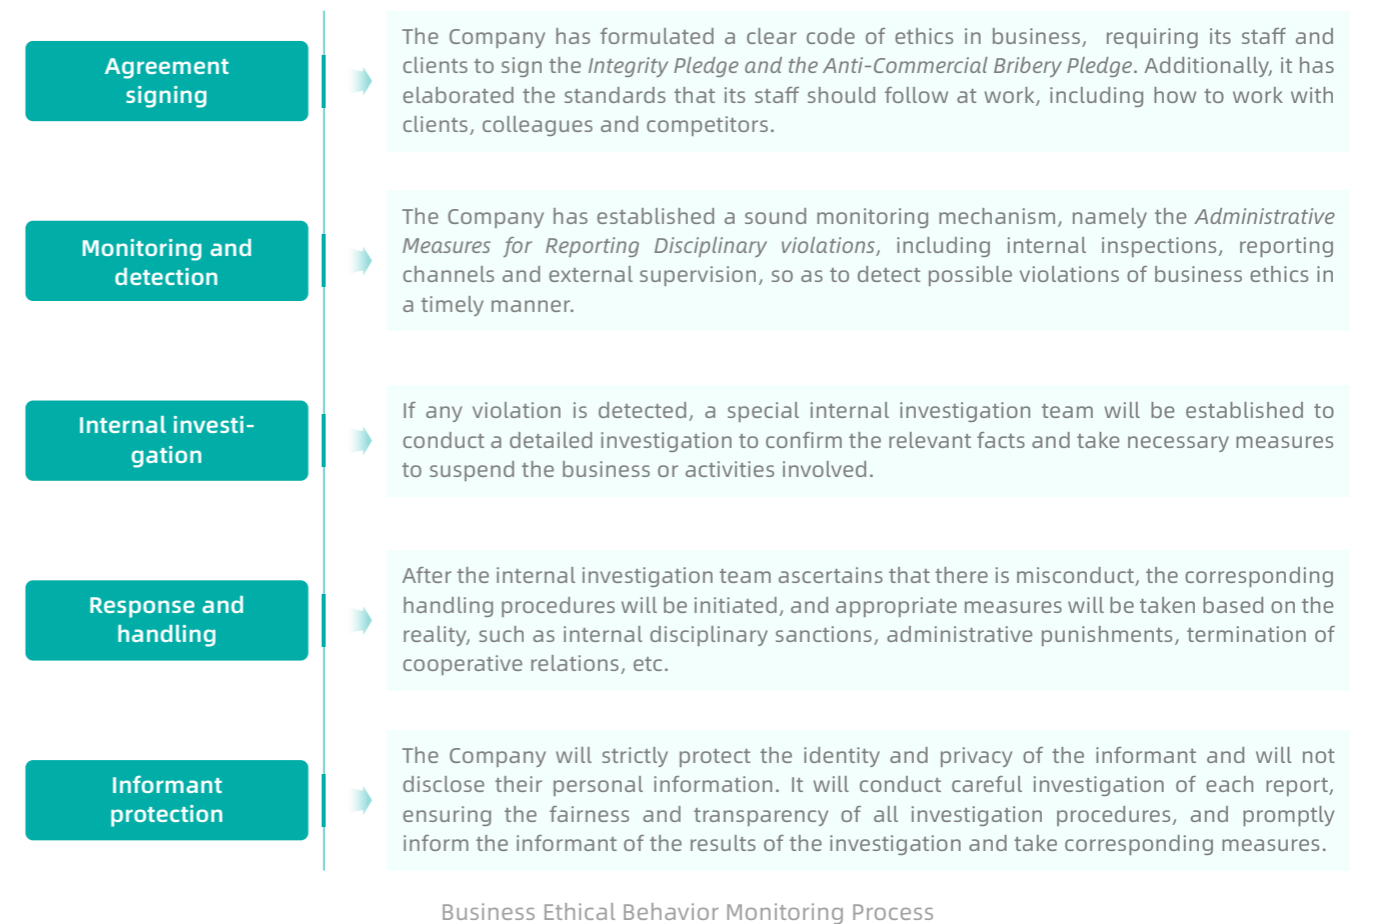 Agreement
signing
The Company has formulated a clear code of ethics in business, requiring its staff and
clients to sign the Integrity Pledge and the Anti-Commercial Bribery Pledge. Additionally, it has
elaborated the standards that its staff should follow at work, including how to work with
clients, colleagues and competitors.
Monitoring and
detection
The Company has established a sound monitoring mechanism, namely the Administrative
Measures for Reporting Disciplinary violations, including internal inspections, reporting
channels and external supervision, so as to detect possible violations of business ethics in
a timely manner.
Internal investi-
gation
If any violation is detected, a special internal investigation team will be established to
conduct a detailed investigation to confirm the relevant facts and take necessary measures
to suspend the business or activities involved.
Response and
handling
After the internal investigation team ascertains that there is misconduct, the corresponding
handling procedures will be initiated, and appropriate measures will be taken based on the
reality, such as internal disciplinary sanctions, administrative punishments, termination of
cooperative relations, etc.
Informant
protection
The Company will strictly protect the identity and privacy of the informant and will not
disclose their personal information. It will conduct careful investigation of each report,
ensuring the fairness and transparency of all investigation procedures, and promptly
inform the informant of the results of the investigation and take corresponding measures.
Business Ethical Behavior Monitoring Process